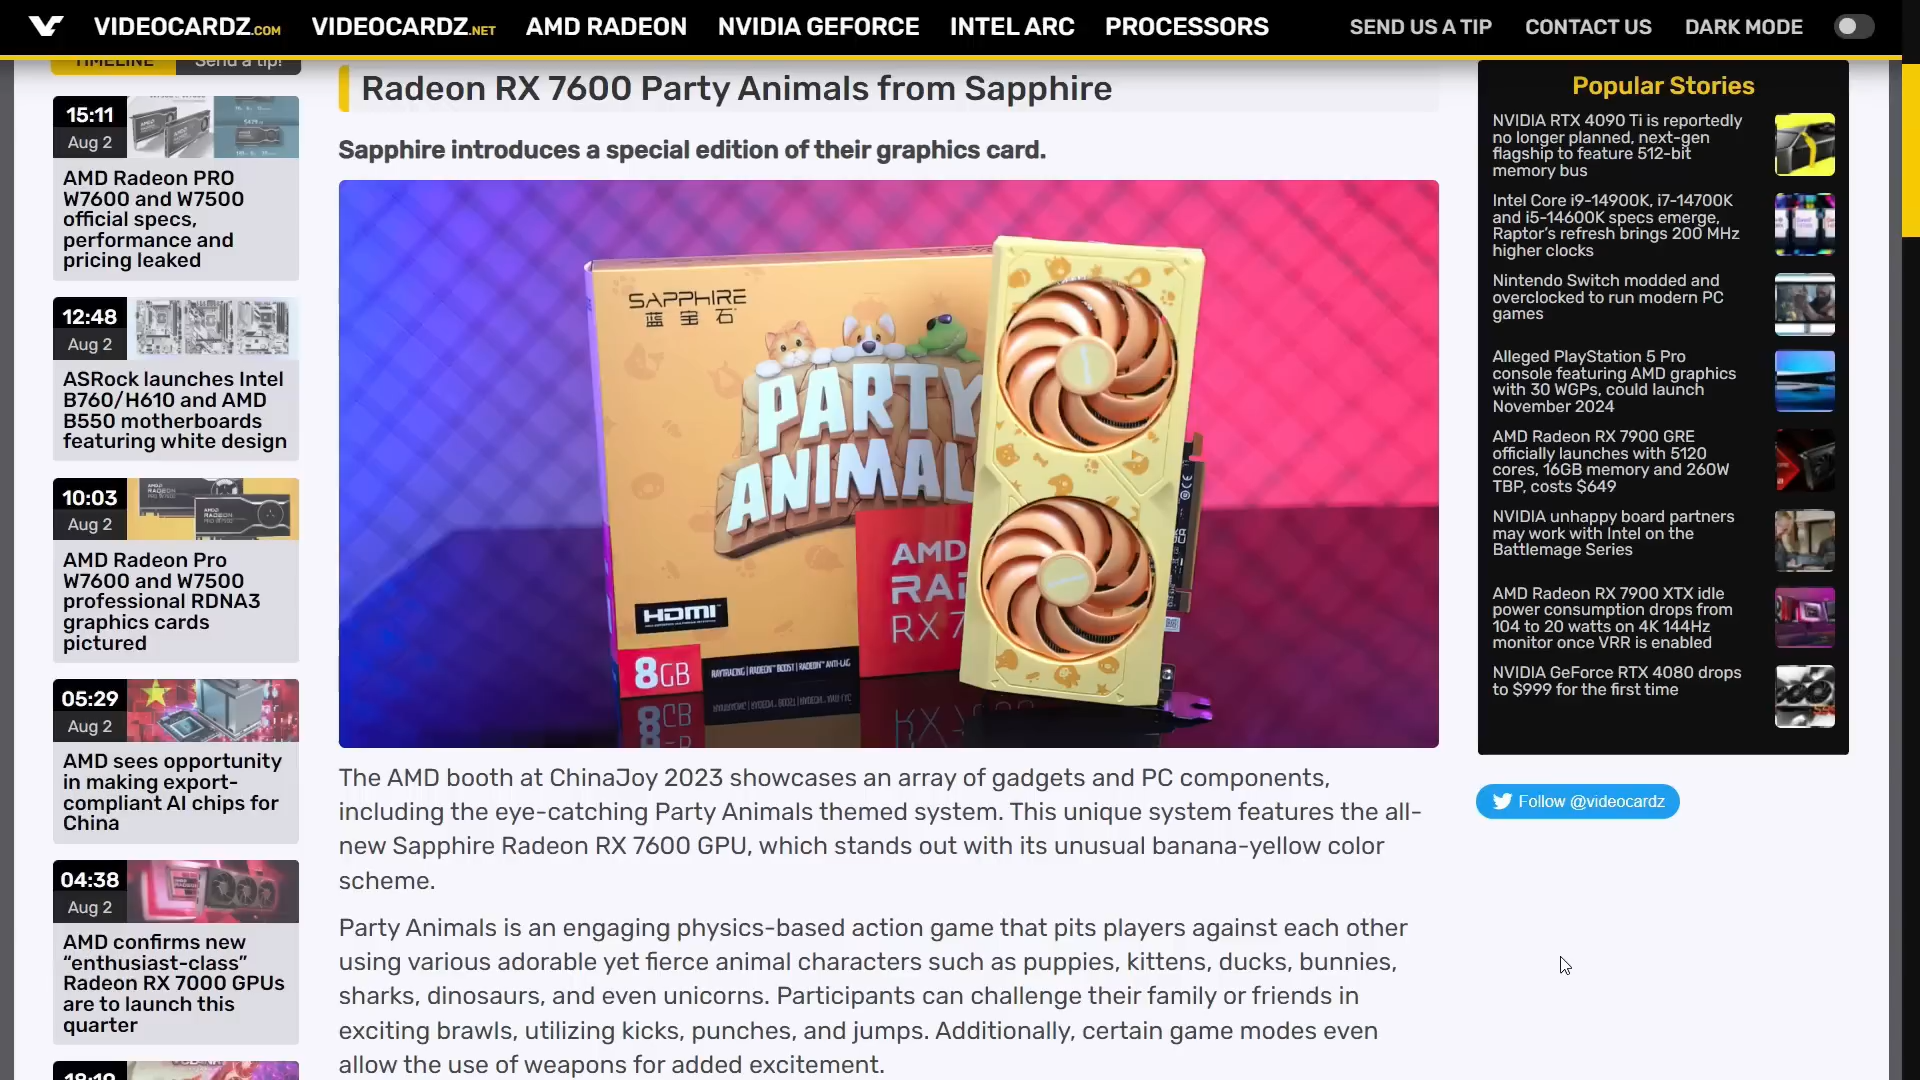 VIDEOCARDZ.COM
VIDEOCARDZ.NET
AMD RADEON
NVIDIA GEFORCE
INTEL ARC
PROCESSORS
SEND US A TIP
CONTACT US
DARK MODE
TIMELINE
Send a tip!
15:11
Aug 2
AMD Radeon PRO
W7600 and W7500
official specs,
performance and
pricing leaked
12:48
Aug 2
ASRock launches Intel
B760/H610 and AMD
B550 motherboards
featuring white design
10:03
Aug 2
AMD Radeon Pro
W7600 and W7500
professional RDNA3
graphics cards
pictured
05:29
Aug 2
AMD sees opportunity
in making export-
compliant AI chips for
China
04:38
Aug 2
AMD confirms new
“enthusiast-class”
Radeon RX 7000 GPUs
are to launch this
quarter
Radeon RX 7600 Party Animals from Sapphire
Sapphire introduces a special edition of their graphics card.
SAPPHIRE
蓝宝石
PARTY
ANIMAL
AMD
RA
RX 7
HDMI
8GB
RAYTRACING | RADEON™ BOOST | RADEON™ ANTI-LAG
The AMD booth at ChinaJoy 2023 showcases an array of gadgets and PC components,
including the eye-catching Party Animals themed system. This unique system features the all-
new Sapphire Radeon RX 7600 GPU, which stands out with its unusual banana-yellow color
scheme.
Party Animals is an engaging physics-based action game that pits players against each other
using various adorable yet fierce animal characters such as puppies, kittens, ducks, bunnies,
sharks, dinosaurs, and even unicorns. Participants can challenge their family or friends in
exciting brawls, utilizing kicks, punches, and jumps. Additionally, certain game modes even
allow the use of weapons for added excitement.
Popular Stories
NVIDIA RTX 4090 Ti is reportedly
no longer planned, next-gen
flagship to feature 512-bit
memory bus
Intel Core i9-14900K, i7-14700K
and i5-14600K specs emerge,
Raptor’s refresh brings 200 MHz
higher clocks
Nintendo Switch modded and
overclocked to run modern PC
games
Alleged PlayStation 5 Pro
console featuring AMD graphics
with 30 WGPs, could launch
November 2024
AMD Radeon RX 7900 GRE
officially launches with 5120
cores, 16GB memory and 260W
TBP, costs $649
NVIDIA unhappy board partners
may work with Intel on the
Battlemage Series
AMD Radeon RX 7900 XTX idle
power consumption drops from
104 to 20 watts on 4K 144Hz
monitor once VRR is enabled
NVIDIA GeForce RTX 4080 drops
to $999 for the first time
Follow @videocardz